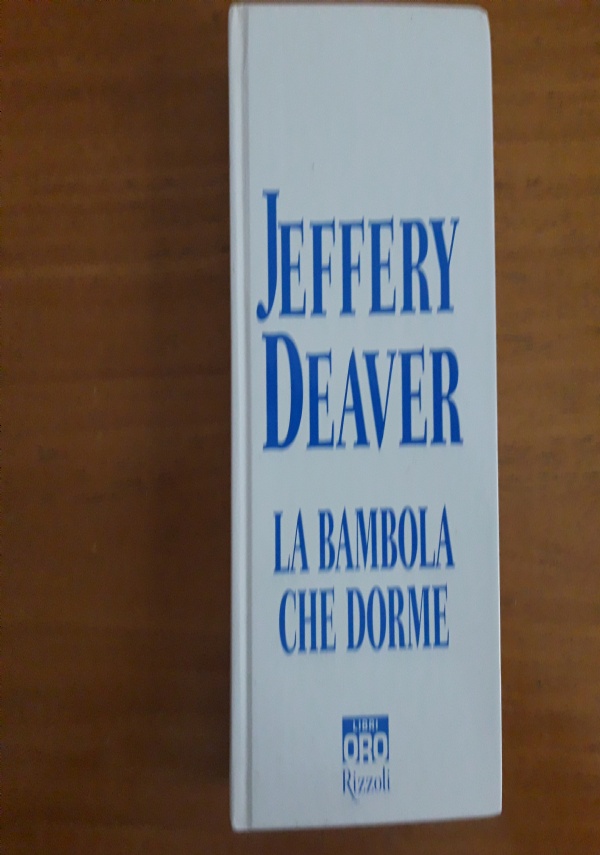 JEFFERY
DEAVER
LA BAMBOLA
CHE DORME
LIBRI
ORO
Rizzoli